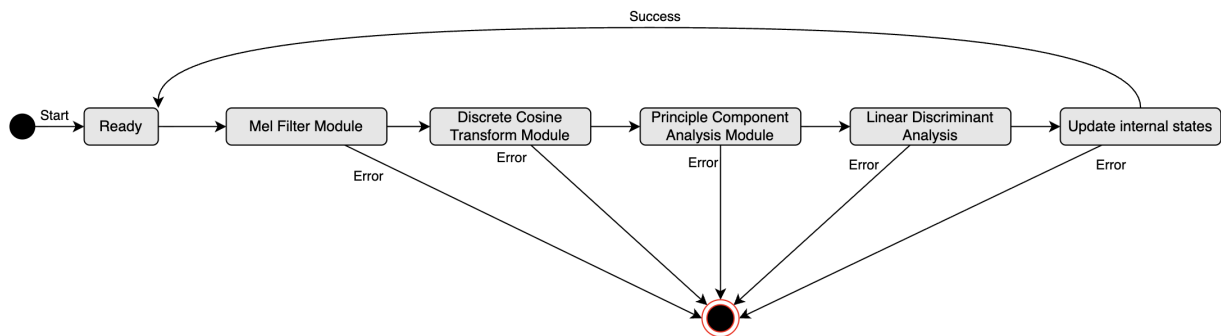 Success
Start
Ready
Mel Filter Module
Discrete Cosine
Transform Module
Principle Component
Analysis Module
Linear Discriminant
Analysis
Update internal states
Error
Error
Error
Error
Error